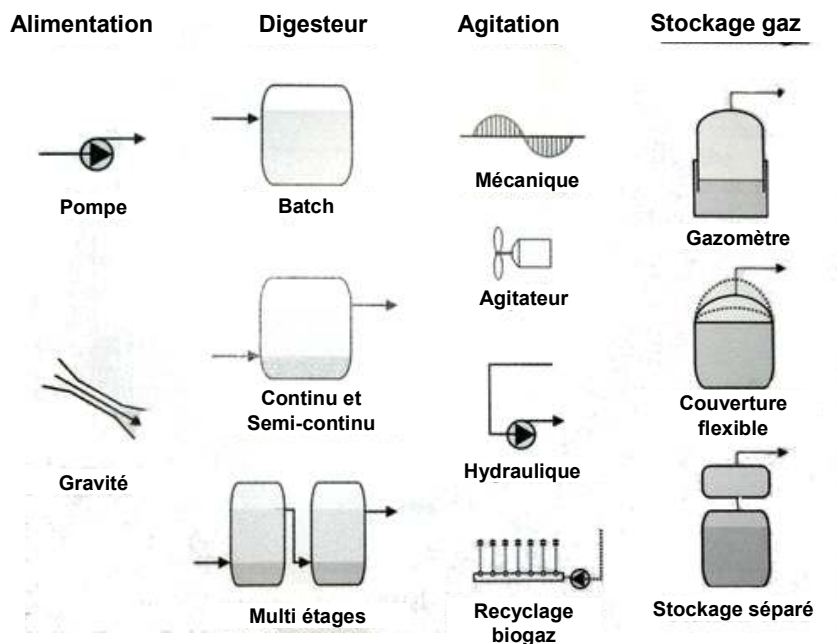 Alimentation
Digesteur
Agitation
Stockage gaz
Pompe
Batch
Mécanique
Gazomètre
Agitateur
Gravité
Continu et
Semi-continu
Hydraulique
Couverture
flexible
Multi étages
Recyclage
biogaz
Stockage séparé